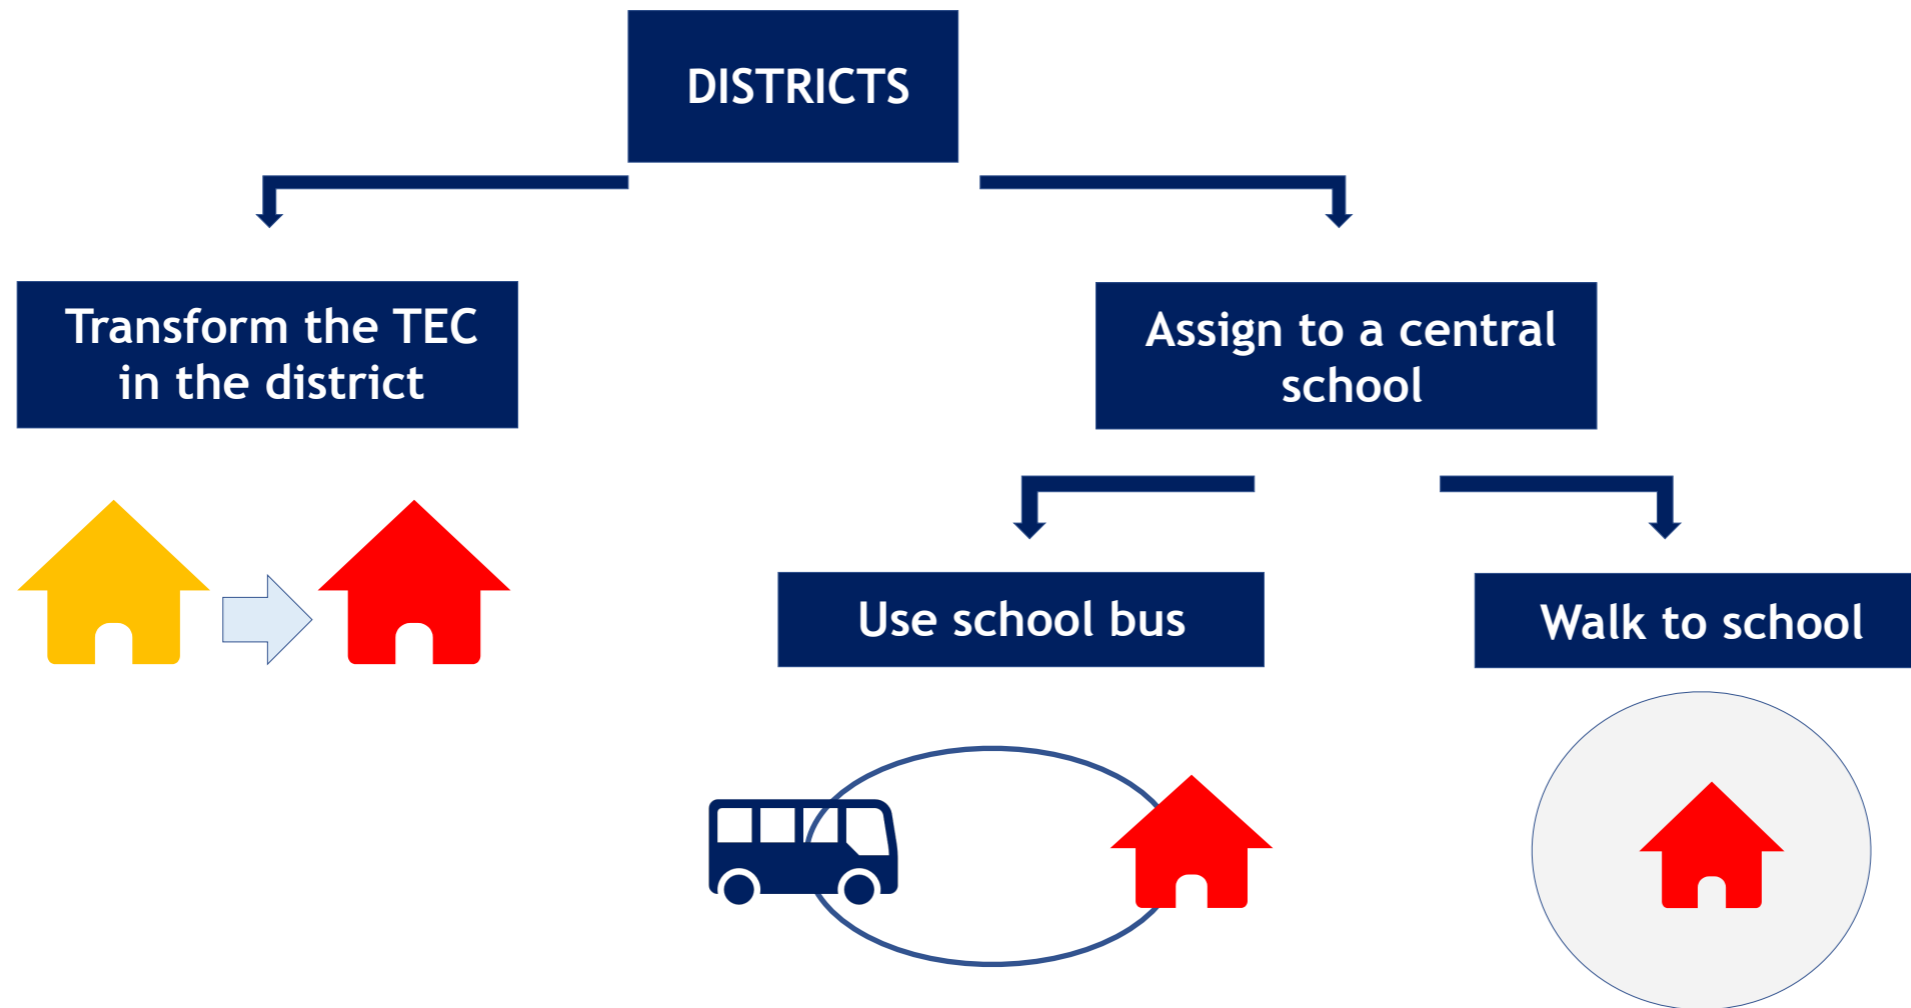 DISTRICTS
Transform the TEC
in the district
Assign to a central
school
Use school bus
Walk to school